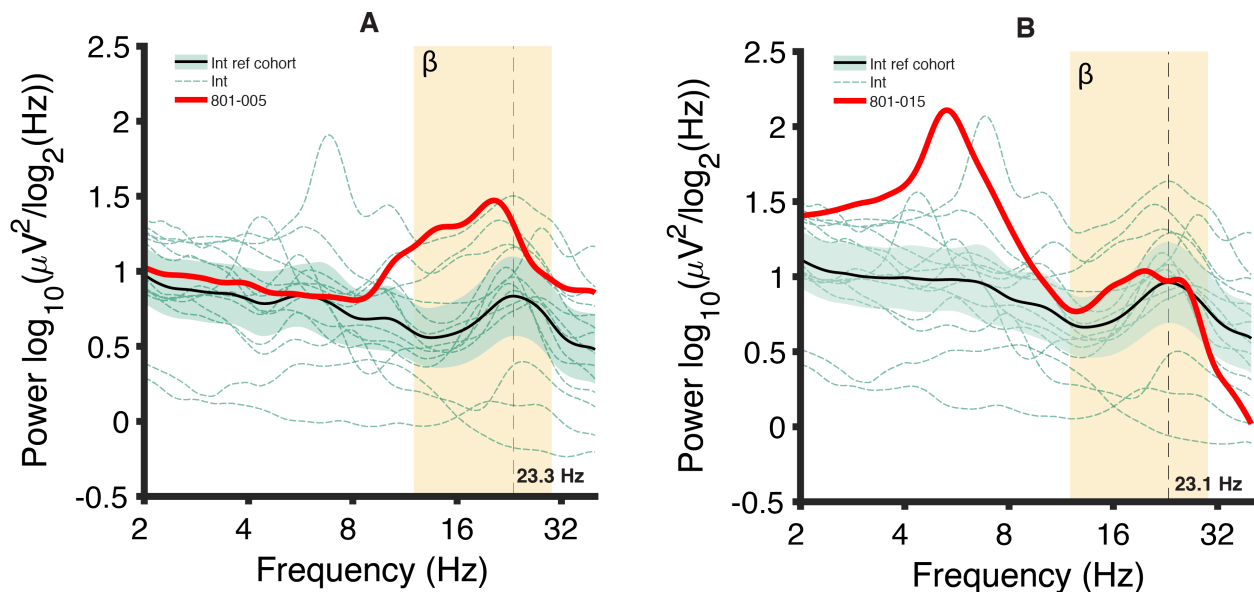 A
2.5
2
1.5
1
0.5
0
-0.5
Power log10(μV2/log2(Hz))
Int ref cohort
Int
801-005
β
23.3 Hz
2 4 8 16 32
Frequency (Hz)
B
2.5
2
1.5
1
0.5
0
-0.5
Power log10(μV2/log2(Hz))
Int ref cohort
Int
801-015
β
23.1 Hz
2 4 8 16 32
Frequency (Hz)